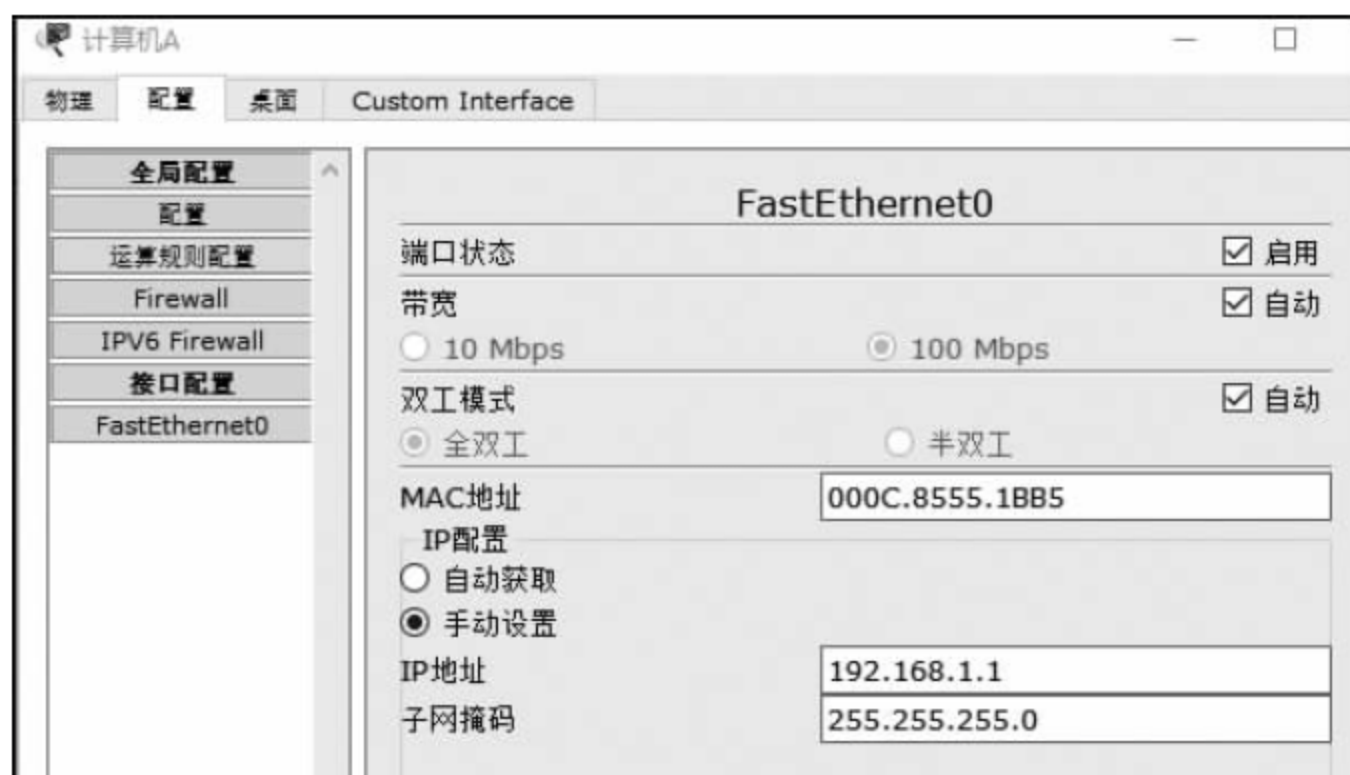 计算机A
物理 配置 桌面 Custom Interface
全局配置
配置
运算规则配置
Firewall
IPV6 Firewall
接口配置
FastEthernet0
FastEthernet0
端口状态 启用
带宽 自动
10 Mbps 100 Mbps
双工模式 自动
全双工 半双工
MAC地址 000C.8555.1BB5
IP配置
自动获取
手动设置
IP地址 192.168.1.1
子网掩码 255.255.255.0